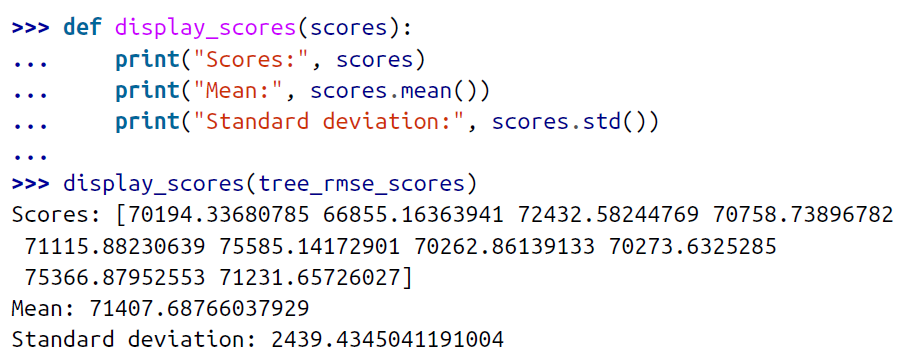 >>> def display_scores(scores):
...     print("Scores:", scores)
...     print("Mean:", scores.mean())
...     print("Standard deviation:", scores.std())
...
>>> display_scores(tree_rmse_scores)
Scores: [70194.33680785 66855.16363941 72432.58244769 70758.73896782
 71115.88230639 75585.14172901 70262.86139133 70273.6325285
 75366.87952553 71231.65726027]
Mean: 71407.68766037929
Standard deviation: 2439.4345041191004